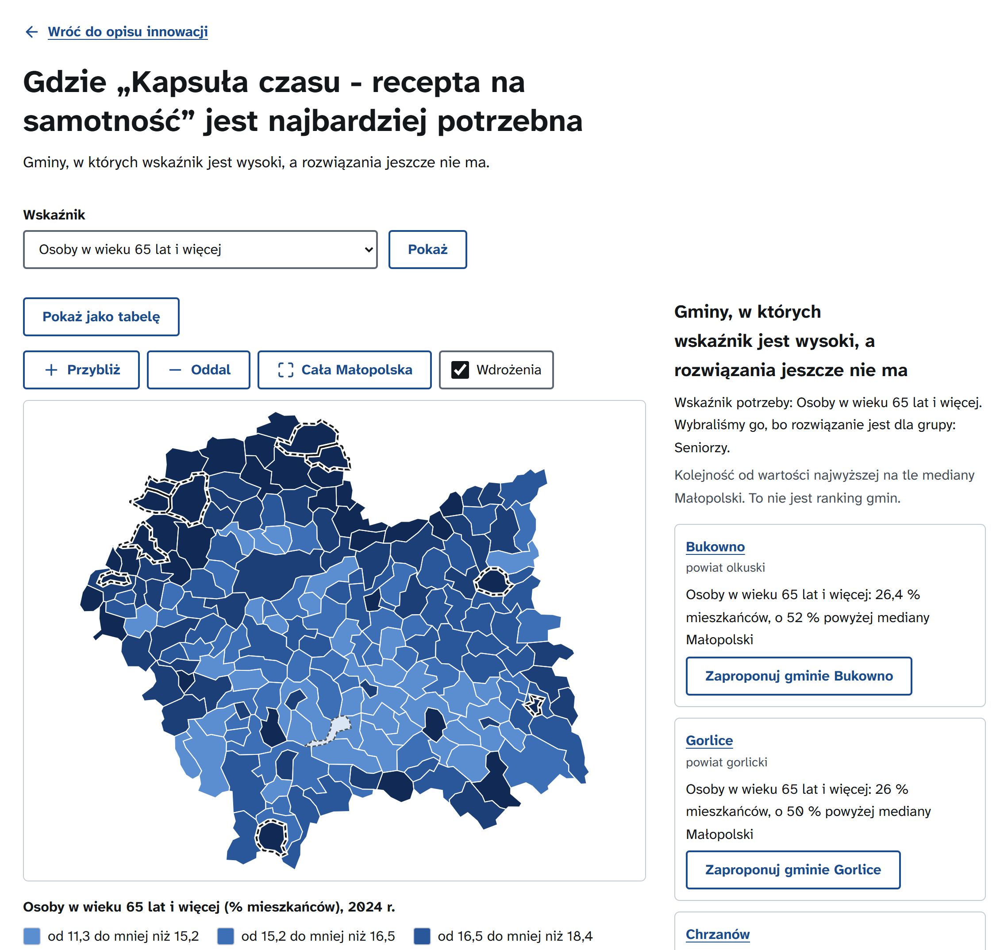 Wróć do opisu innowacji
Gdzie „Kapsuła czasu - recepta na
samotność” jest najbardziej potrzebna
Gminy, w których wskaźnik jest wysoki, a rozwiązania jeszcze nie ma.
Wskaźnik
Osoby w wieku 65 lat i więcej
Pokaż
Pokaż jako tabelę
Przybliż
Oddal
Cała Małopolska
Wdrożenia
Osoby w wieku 65 lat i więcej (% mieszkańców), 2024 r.
od 11,3 do mniej niż 15,2
od 15,2 do mniej niż 16,5
od 16,5 do mniej niż 18,4
Gminy, w których
wskaźnik jest wysoki, a
rozwiązania jeszcze nie ma
Wskaźnik potrzeby: Osoby w wieku 65 lat i więcej.
Wybraliśmy go, bo rozwiązanie jest dla grupy:
Seniorzy.
Kolejność od wartości najwyższej na tle mediany
Małopolski. To nie jest ranking gmin.
Bukowno
powiat olkuski
Osoby w wieku 65 lat i więcej: 26,4 %
mieszkańców, o 52 % powyżej mediany
Małopolski
Zaproponuj gminie Bukowno
Gorlice
powiat gorlicki
Osoby w wieku 65 lat i więcej: 26 %
mieszkańców, o 50 % powyżej mediany
Małopolski
Zaproponuj gminie Gorlice
Chrzanów